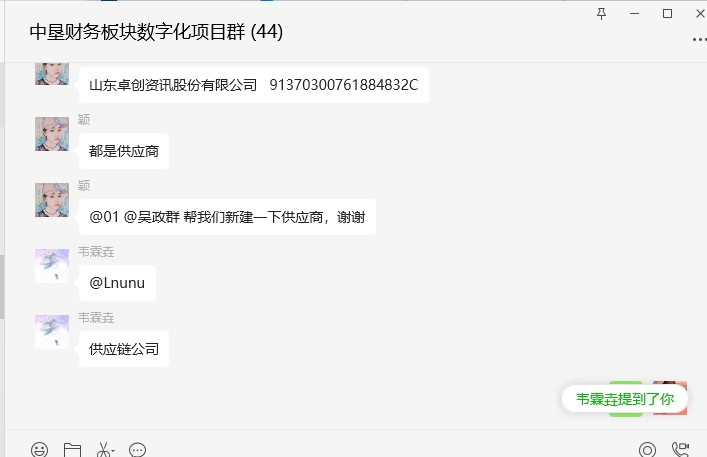 中垦财务板块数字化项目群 (44)
山东卓创资讯股份有限公司 91370300761884832C
颖
都是供应商
颖
@01 @吴政群 帮我们新建一下供应商，谢谢
韦霖垚
@Lnunu
韦霖垚
供应链公司
韦霖垚提到了你